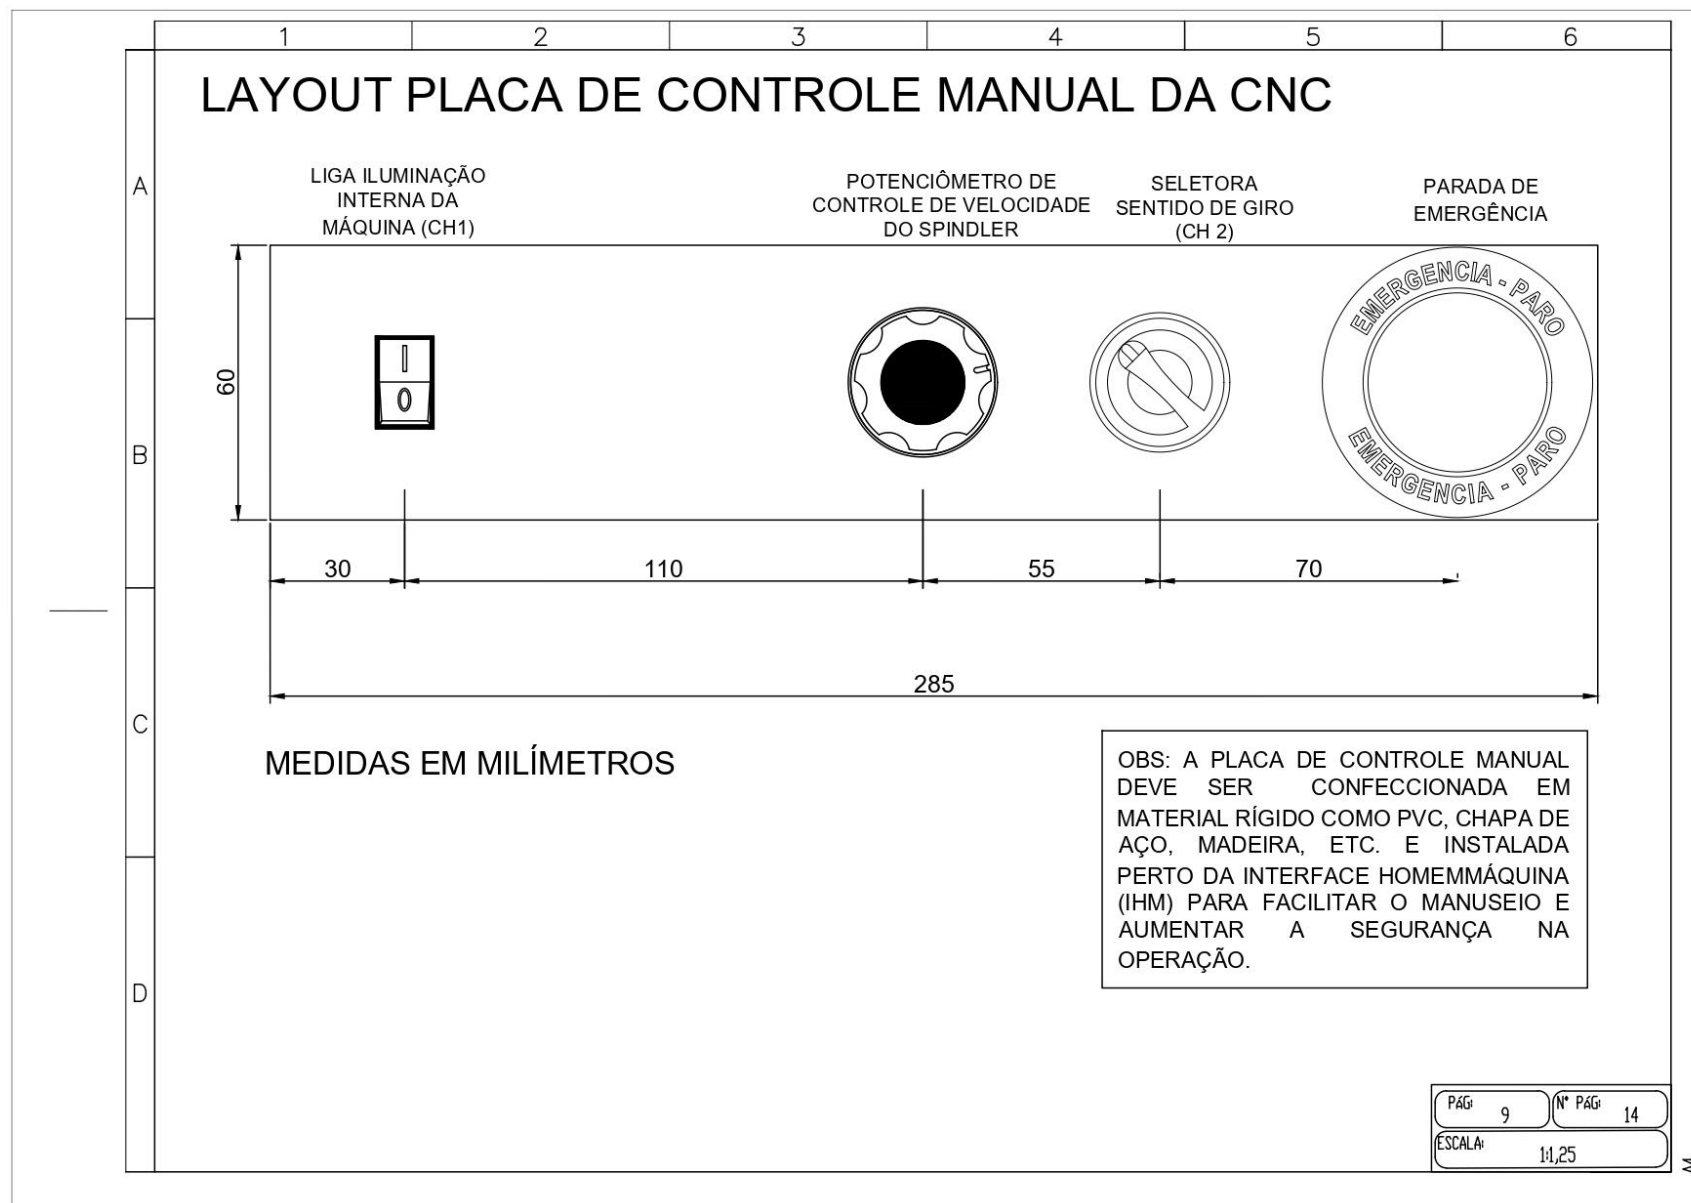 1 2 3 4 5 6
LAYOUT PLACA DE CONTROLE MANUAL DA CNC
A
LIGA ILUMINAÇÃO
INTERNA DA
MÁQUINA (CH1)
POTENCIÔMETRO DE
CONTROLE DE VELOCIDADE
DO SPINDLER
SELETORA
SENTIDO DE GIRO
(CH 2)
PARADA DE
EMERGÊNCIA
EMERGENCIA - PARO
I
0
EMERGENCIA - PARO
60
B
30 110 55 70
285
C
MEDIDAS EM MILÍMETROS
OBS: A PLACA DE CONTROLE MANUAL
DEVE SER CONFECCIONADA EM
MATERIAL RÍGIDO COMO PVC, CHAPA DE
AÇO, MADEIRA, ETC. E INSTALADA
PERTO DA INTERFACE HOMEMMÁQUINA
(IHM) PARA FACILITAR O MANUSEIO E
AUMENTAR A SEGURANÇA NA
OPERAÇÃO.
D
PÁG: 9 N° PÁG: 14
ESCALA: 1:1,25
M